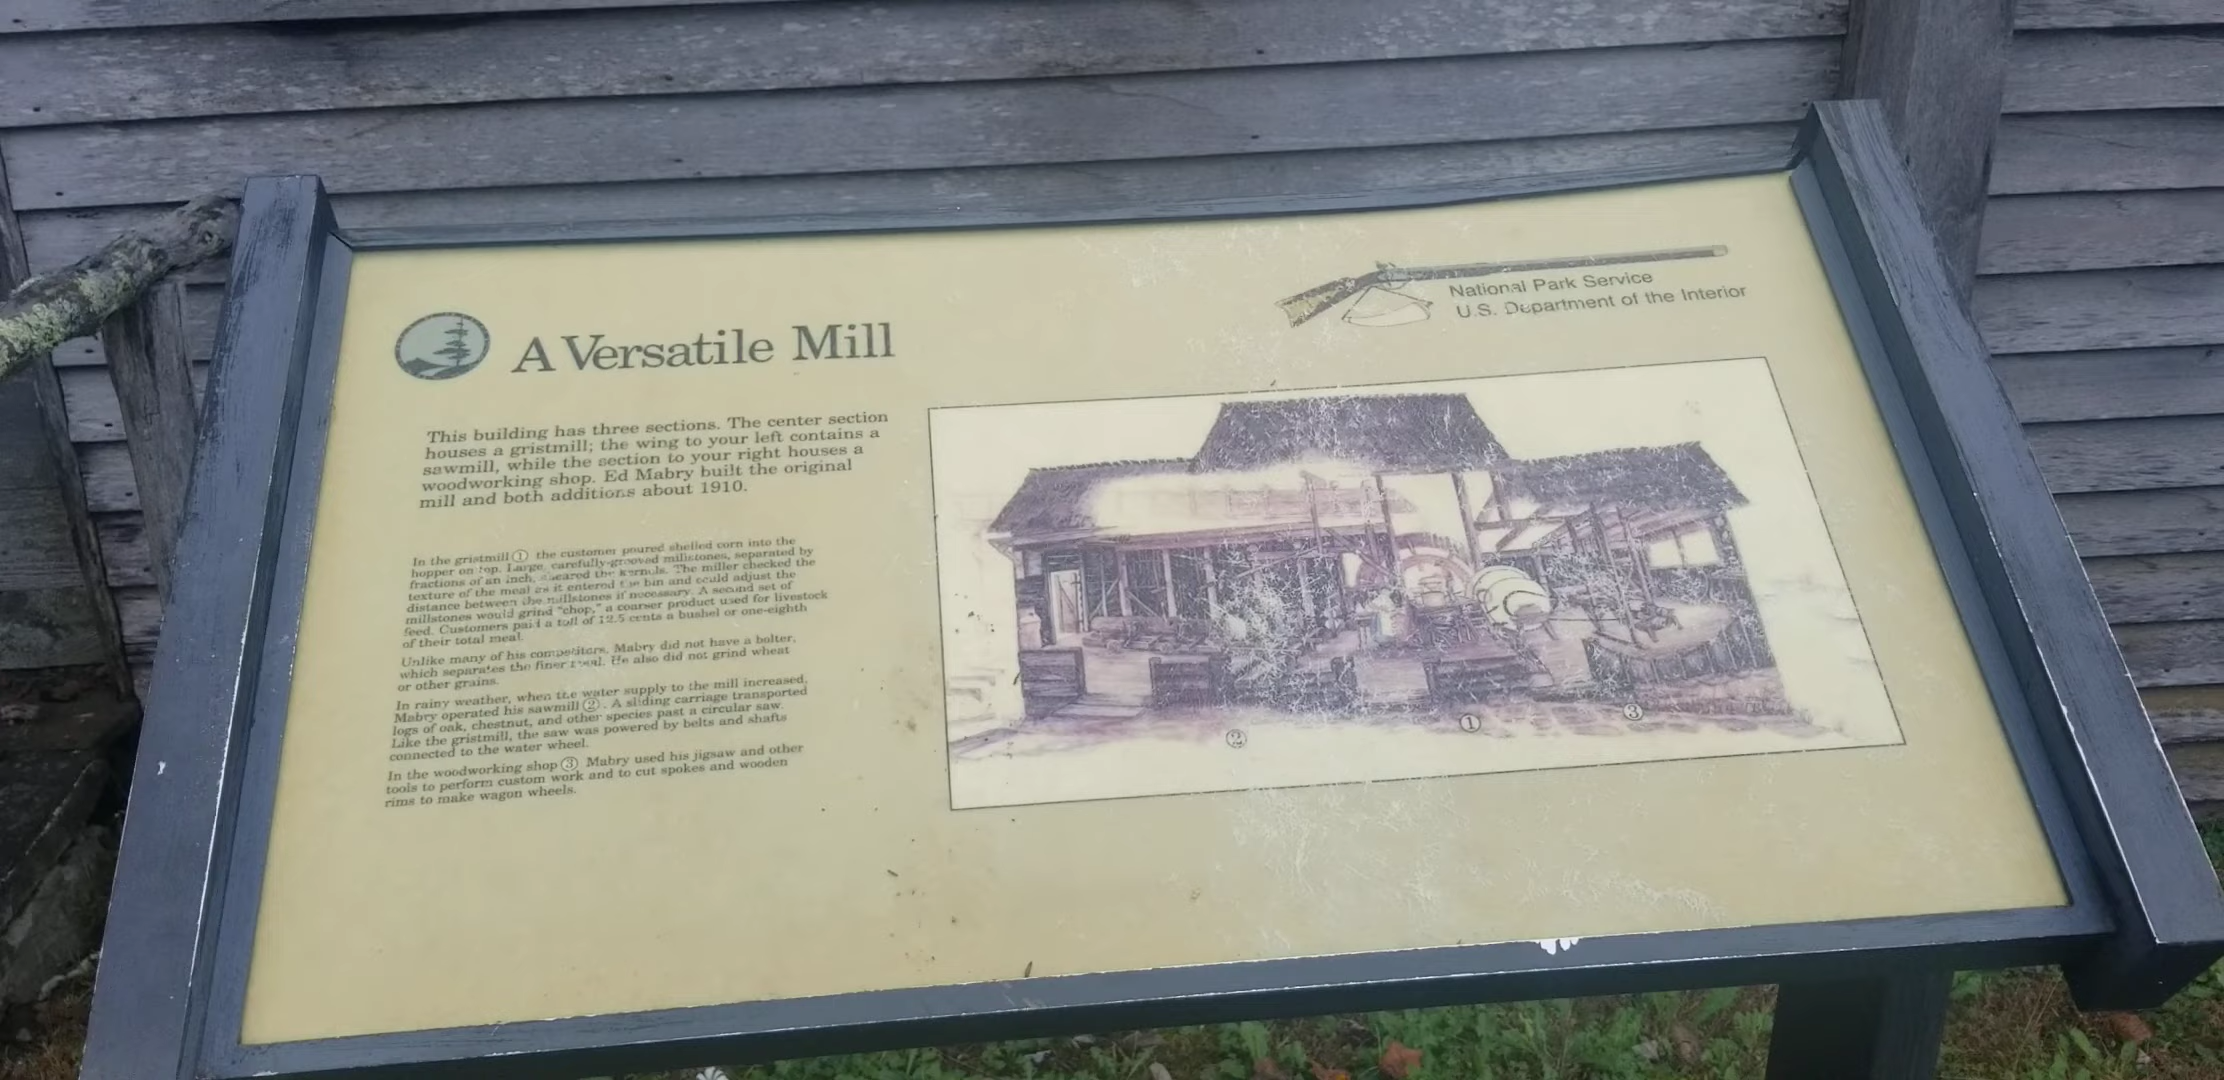 A Versatile Mill
National Park Service
U.S. Department of the Interior
This building has three sections. The center section
houses a gristmill; the wing to your left contains a
sawmill, while the section to your right houses a
woodworking shop. Ed Mabry built the original
mill and both additions about 1910.
In the gristmill ① the customer poured shelled corn into the
hopper on top. Large, carefully-grooved millstones, separated by
fractions of an inch, sheared the kernels. The miller checked the
texture of the meal as it entered the bin and could adjust the
distance between the millstones if necessary. A second set of
millstones would grind "chop," a coarser product used for livestock
feed. Customers paid a toll of 12.5 cents a bushel or one-eighth
of their total meal.
Unlike many of his competitors, Mabry did not have a bolter,
which separates the finer meal. He also did not grind wheat
or other grains.
In rainy weather, when the water supply to the mill increased,
Mabry operated his sawmill ②. A sliding carriage transported
logs of oak, chestnut, and other species past a circular saw.
Like the gristmill, the saw was powered by belts and shafts
connected to the water wheel.
In the woodworking shop ③ Mabry used his jigsaw and other
tools to perform custom work and to cut spokes and wooden
rims to make wagon wheels.
② ① ③